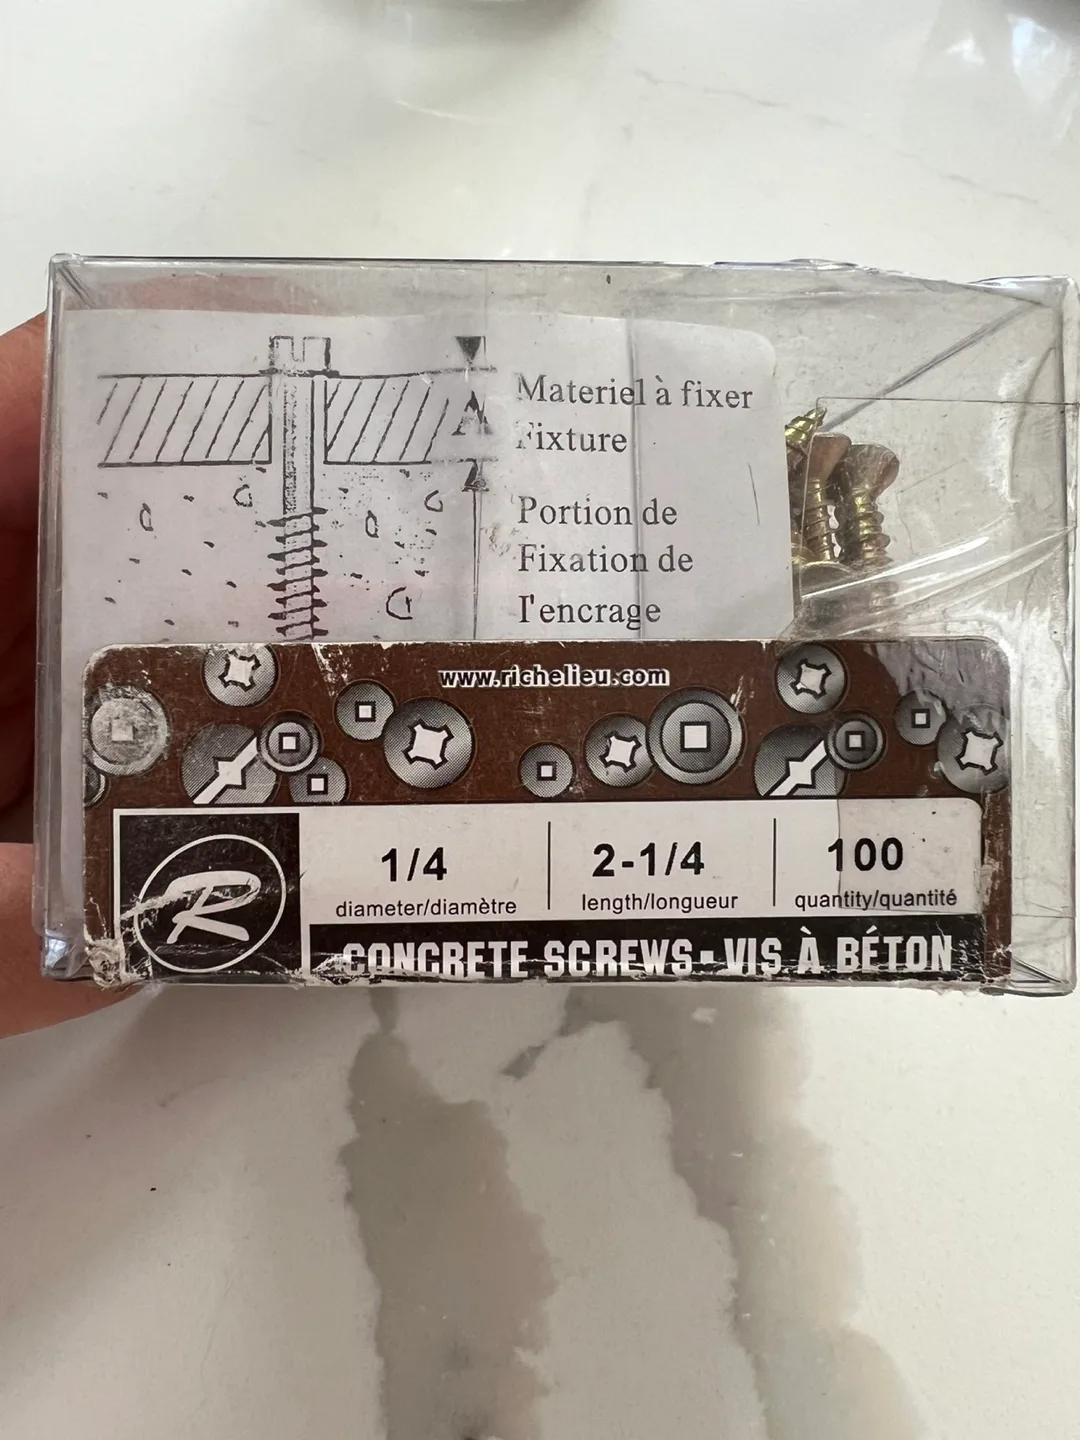 Materiel à fixer
Fixture
Portion de
Fixation de
l'encrage
www.richelieu.com
R
1/4
diameter/diamètre
2-1/4
length/longueur
100
quantity/quantité
CONCRETE SCREWS - VIS À BÉTON